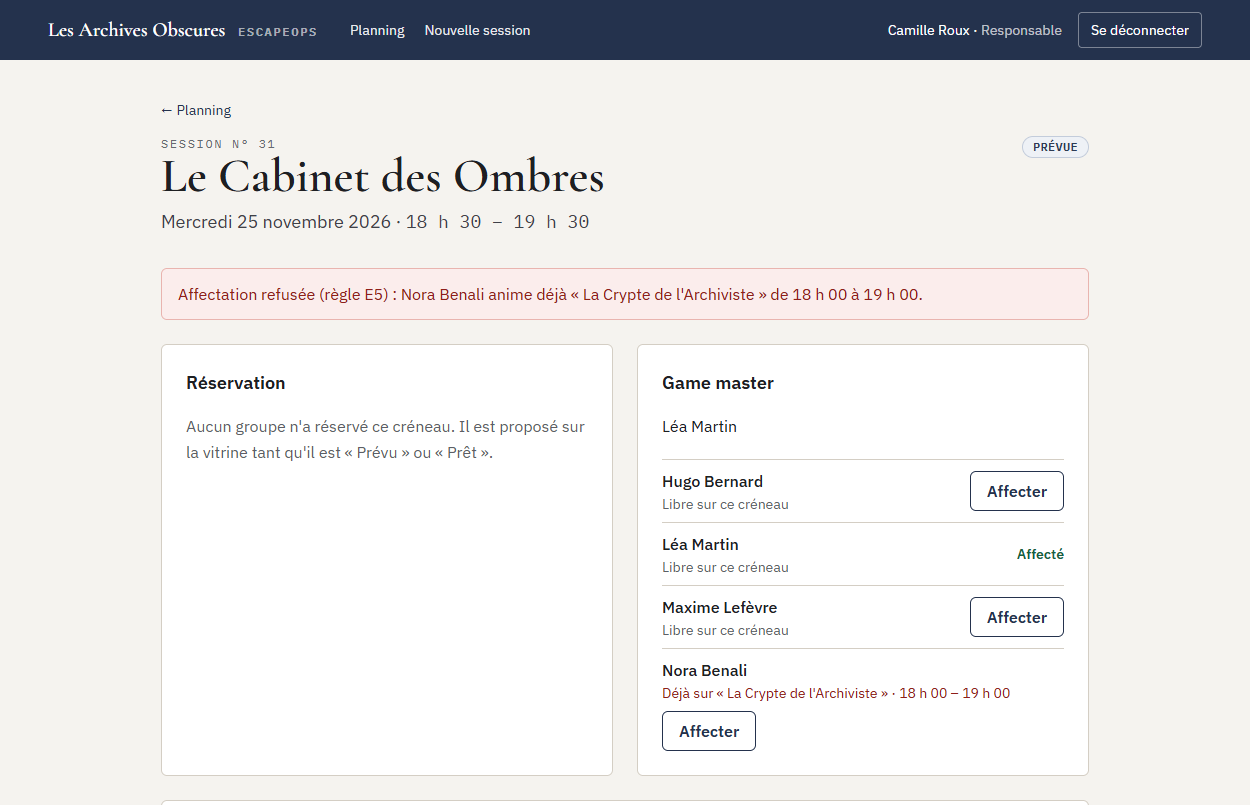 Les Archives Obscures ESCAPEOPS Planning Nouvelle session Camille Roux · Responsable Se déconnecter
← Planning
SESSION N° 31
PRÉVUE
Le Cabinet des Ombres
Mercredi 25 novembre 2026 · 18 h 30 – 19 h 30
Affectation refusée (règle E5) : Nora Benali anime déjà « La Crypte de l'Archiviste » de 18 h 00 à 19 h 00.
Réservation
Aucun groupe n'a réservé ce créneau. Il est proposé sur
la vitrine tant qu'il est « Prévu » ou « Prêt ».
Game master
Léa Martin
Hugo Bernard
Libre sur ce créneau
Affecter
Léa Martin
Libre sur ce créneau
Affecté
Maxime Lefèvre
Libre sur ce créneau
Affecter
Nora Benali
Déjà sur « La Crypte de l'Archiviste » · 18 h 00 – 19 h 00
Affecter